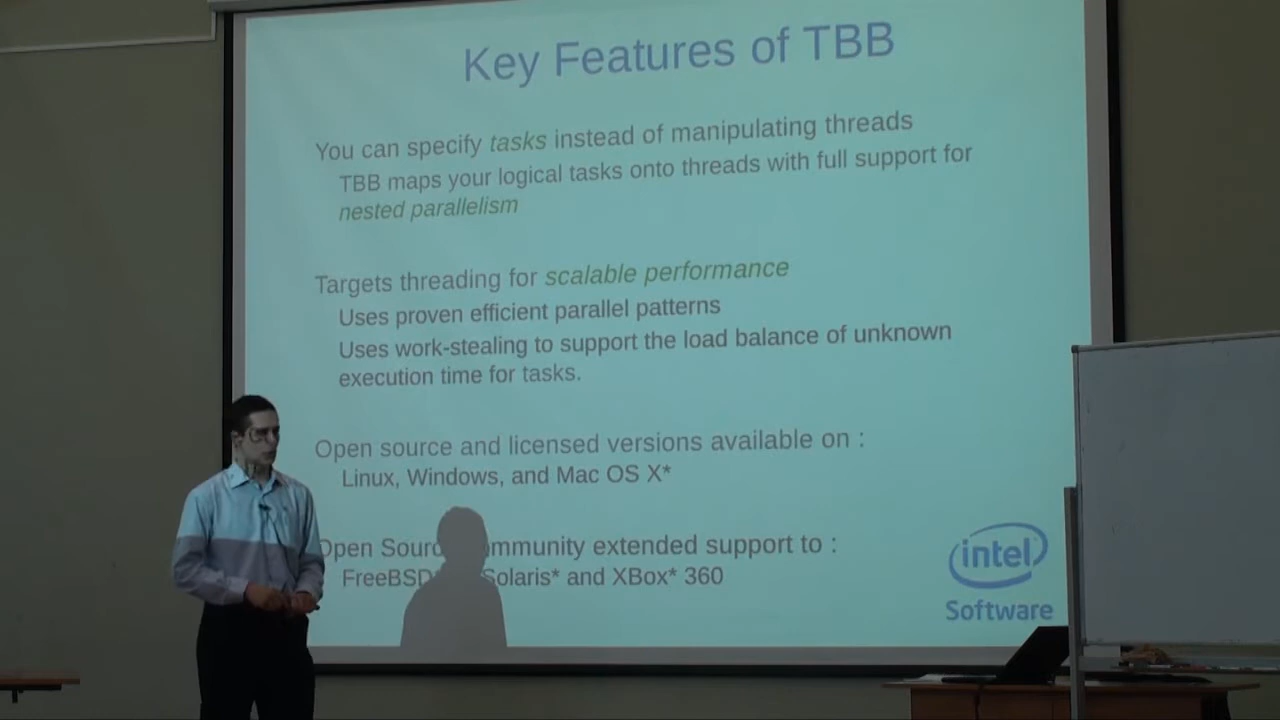 Key Features of TBB
You can specify tasks instead of manipulating threads
TBB maps your logical tasks onto threads with full support for
nested parallelism
Targets threading for scalable performance
Uses proven efficient parallel patterns
Uses work-stealing to support the load balance of unknown
execution time for tasks.
Open source and licensed versions available on :
Linux, Windows, and Mac OS X*
Open Source Community extended support to :
FreeBSD Solaris* and XBox* 360
intel
Software